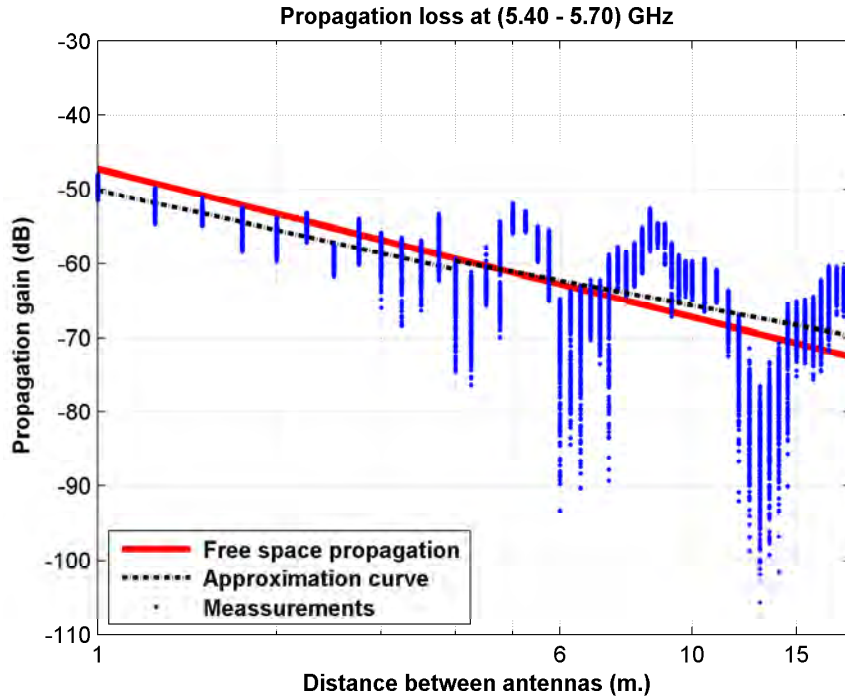 Propagation loss at (5.40 - 5.70) GHz
Propagation gain (dB)
-30
-40
-50
-60
-70
-80
-90
-100
-110
Free space propagation
Approximation curve
Meassurements
1
6
10
15
Distance between antennas (m.)